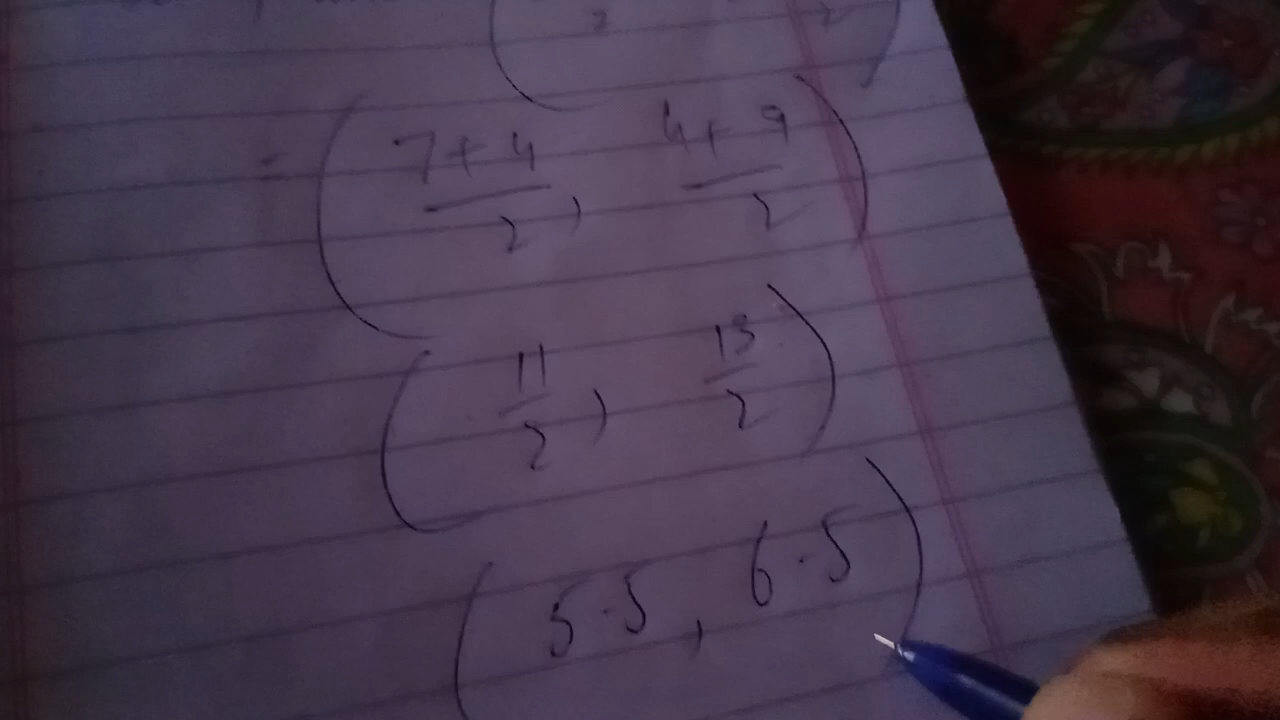 = ( 7+4/2 , 4+9/2 )
( 11/2 , 13/2 )
( 5.5 , 6.5 )